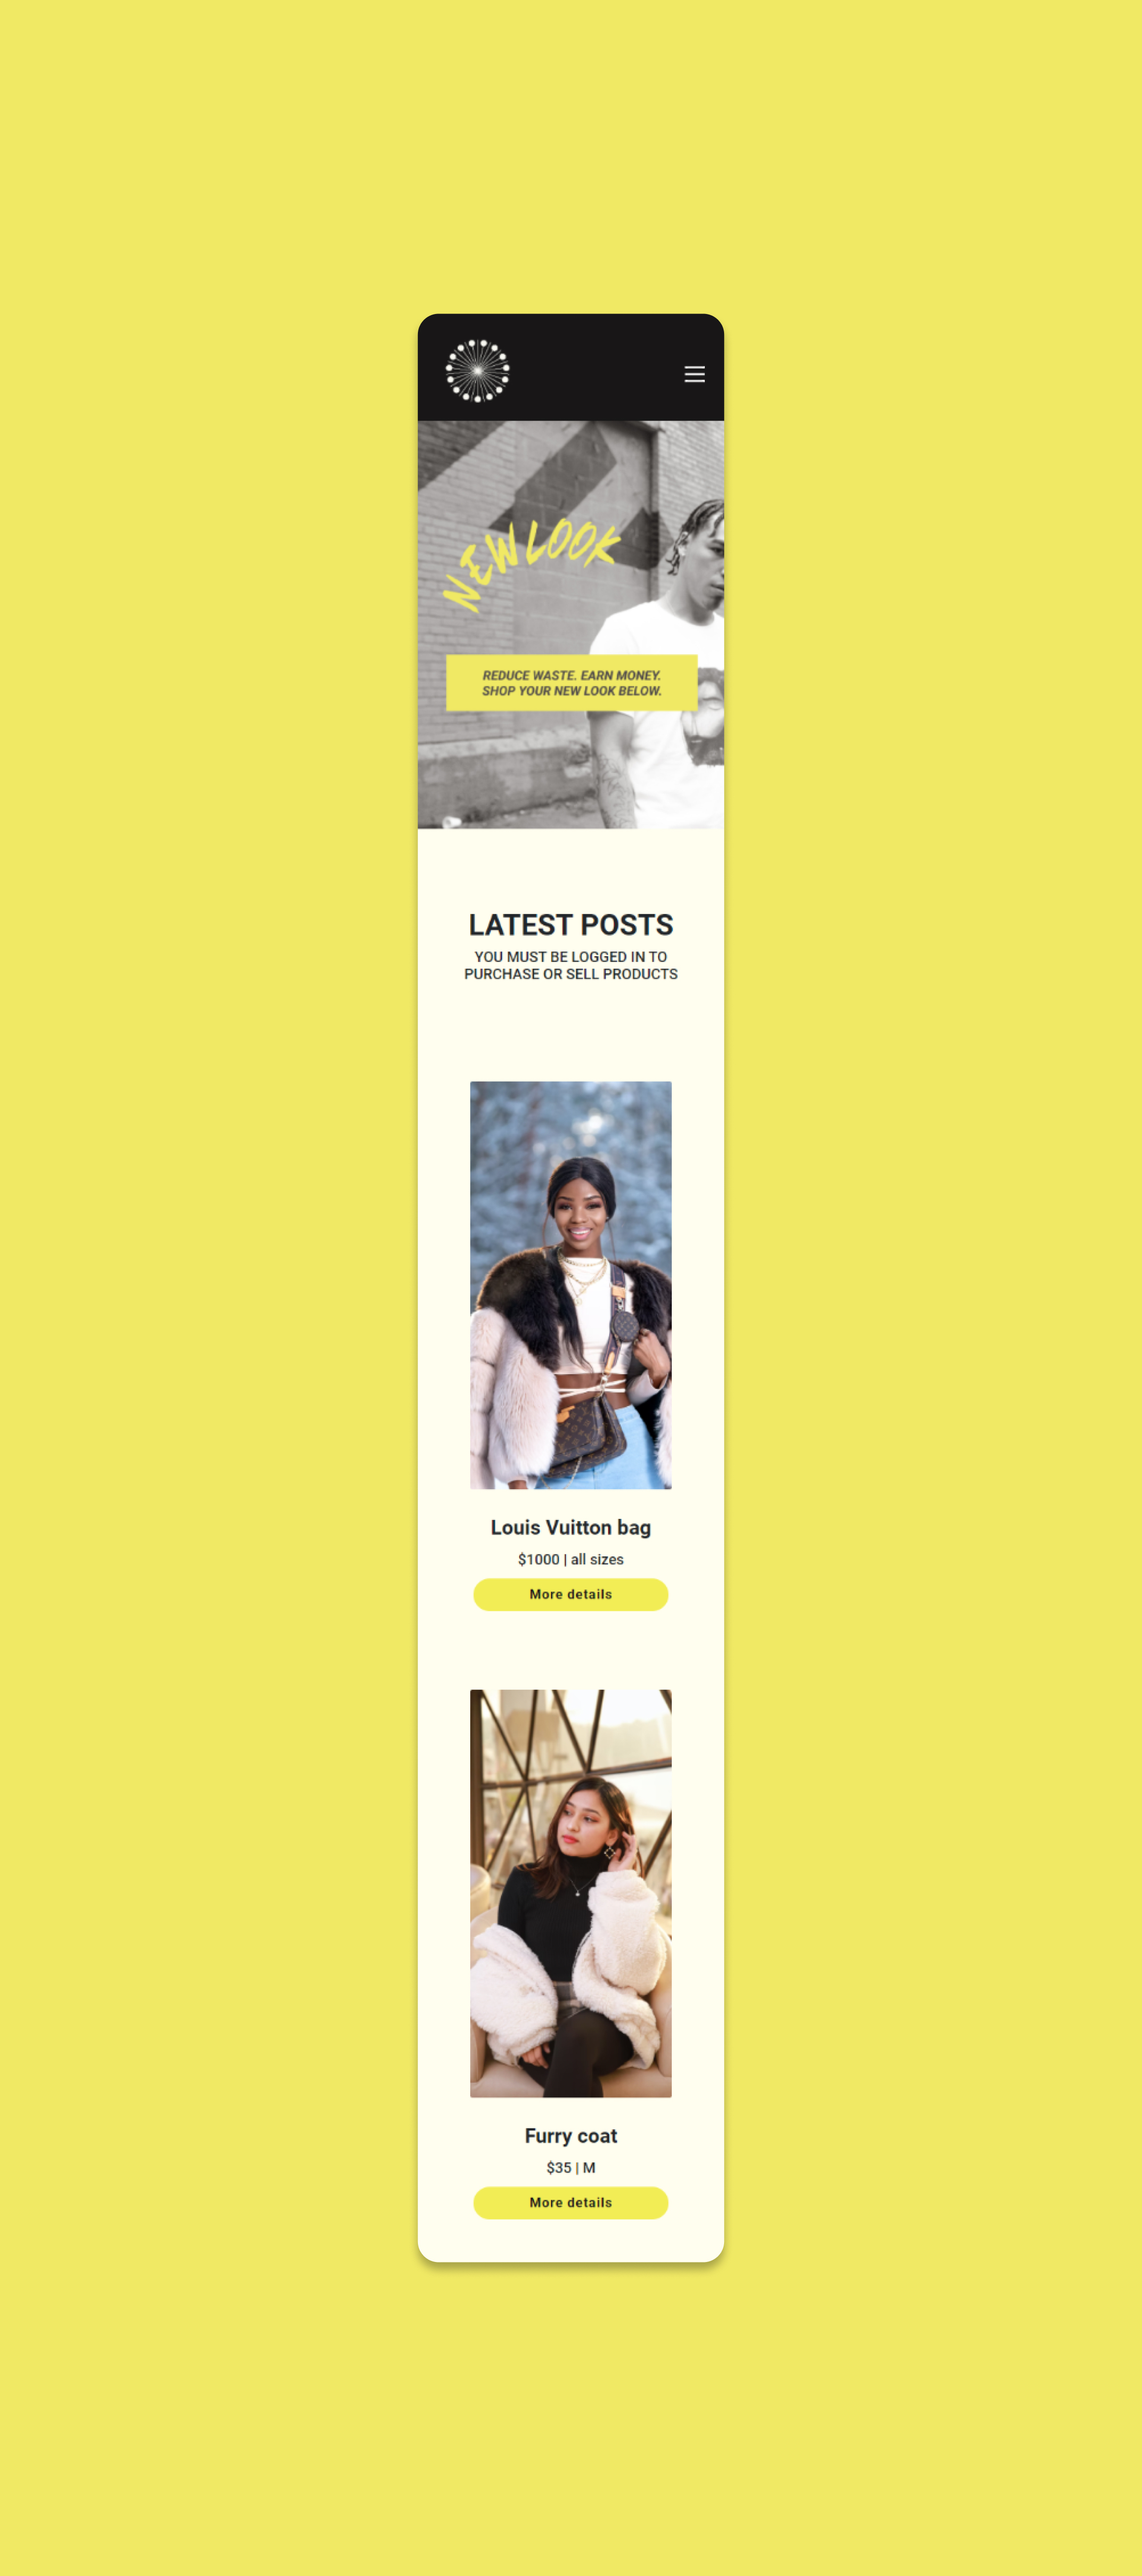 NEW LOOK
REDUCE WASTE. EARN MONEY.
SHOP YOUR NEW LOOK BELOW.
LATEST POSTS
YOU MUST BE LOGGED IN TO
PURCHASE OR SELL PRODUCTS
Louis Vuitton bag
$1000 | all sizes
More details
Furry coat
$35 | M
More details